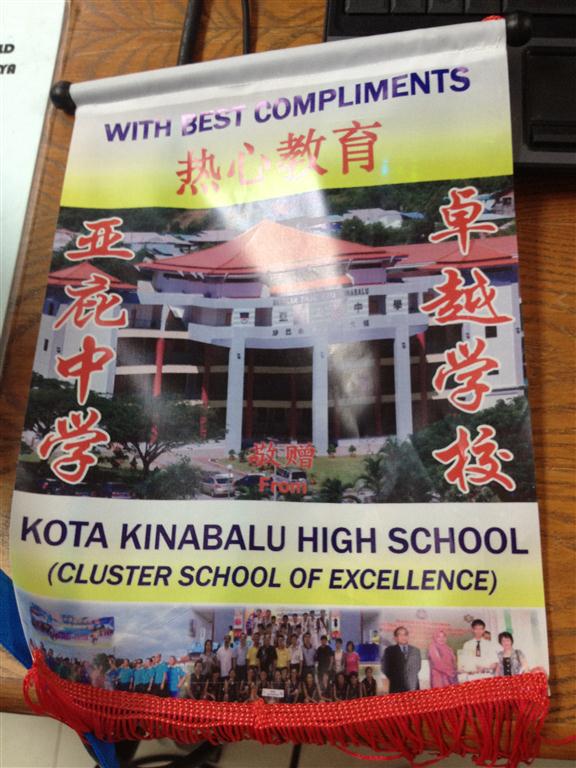 WITH BEST COMPLIMENTS
热心教育
亚庇中学
卓越学校
敬赠
From
KOTA KINABALU HIGH SCHOOL
(CLUSTER SCHOOL OF EXCELLENCE)